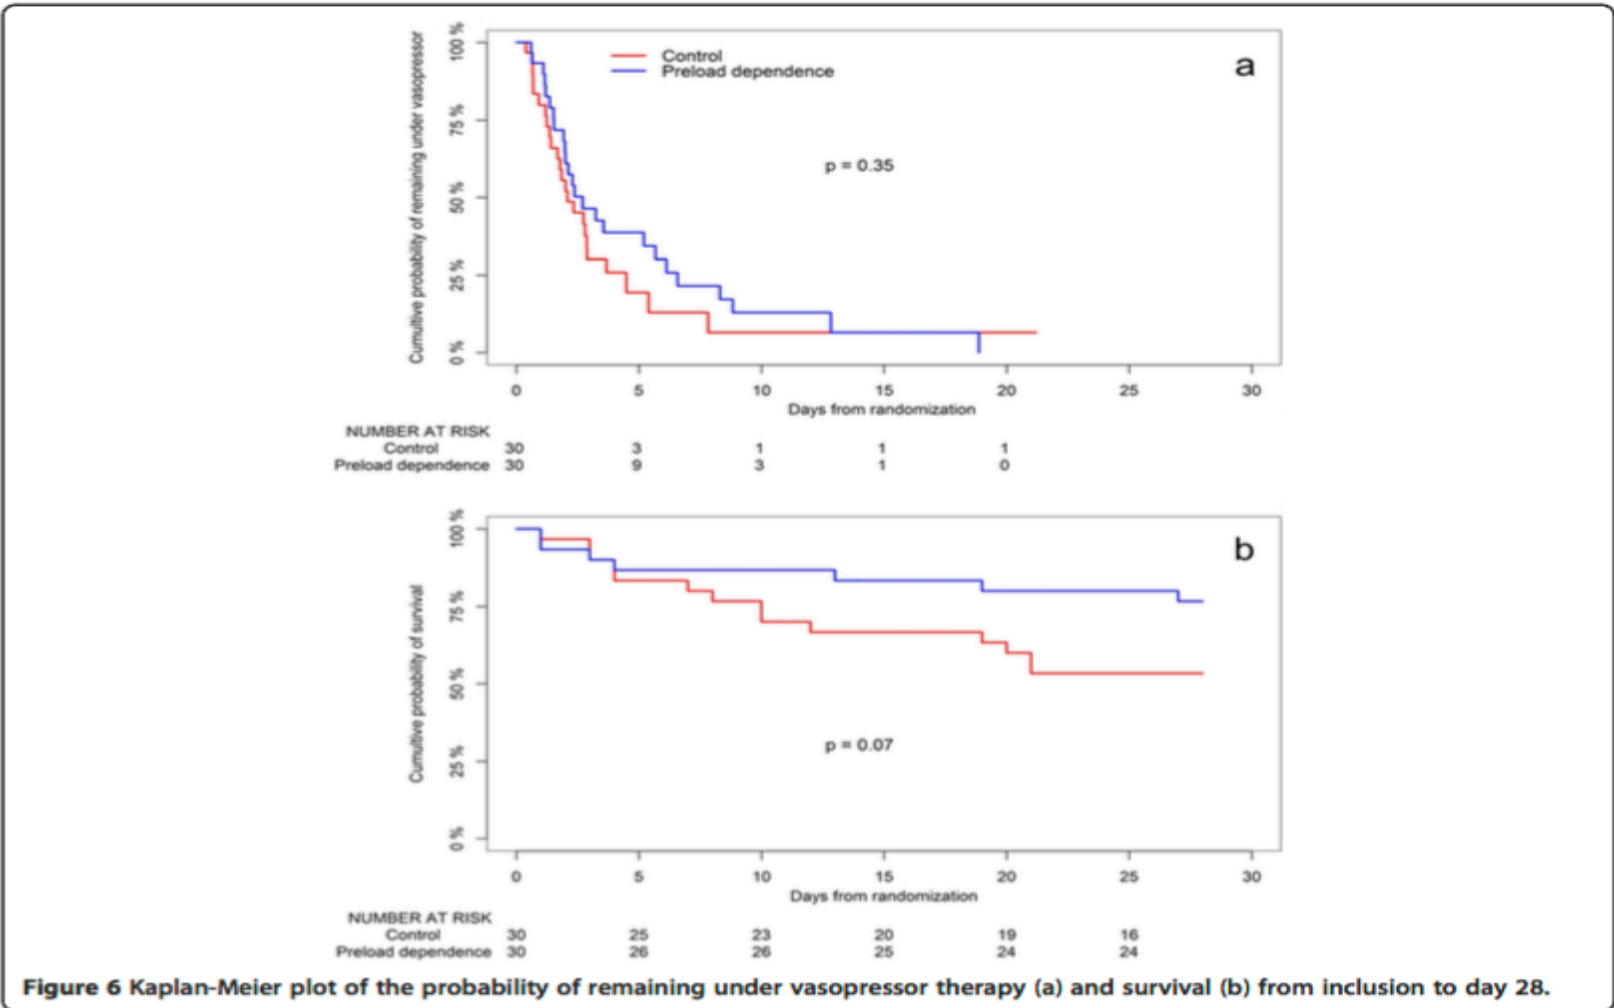 100 %
Control
a
Preload dependence
75 %
p = 0.35
50 %
25 %
0 %
Cumultive probability of remaining under vasopressor
0 5 10 15 20 25 30
Days from randomization
NUMBER AT RISK
Control 30 3 1 1 1
Preload dependence 30 9 3 1 0
100 %
b
75 %
50 %
p = 0.07
25 %
0 %
Cumultive probability of survival
0 5 10 15 20 25 30
Days from randomization
NUMBER AT RISK
Control 30 25 23 20 19 16
Preload dependence 30 26 26 25 24 24
Figure 6 Kaplan-Meier plot of the probability of remaining under vasopressor therapy (a) and survival (b) from inclusion to day 28.